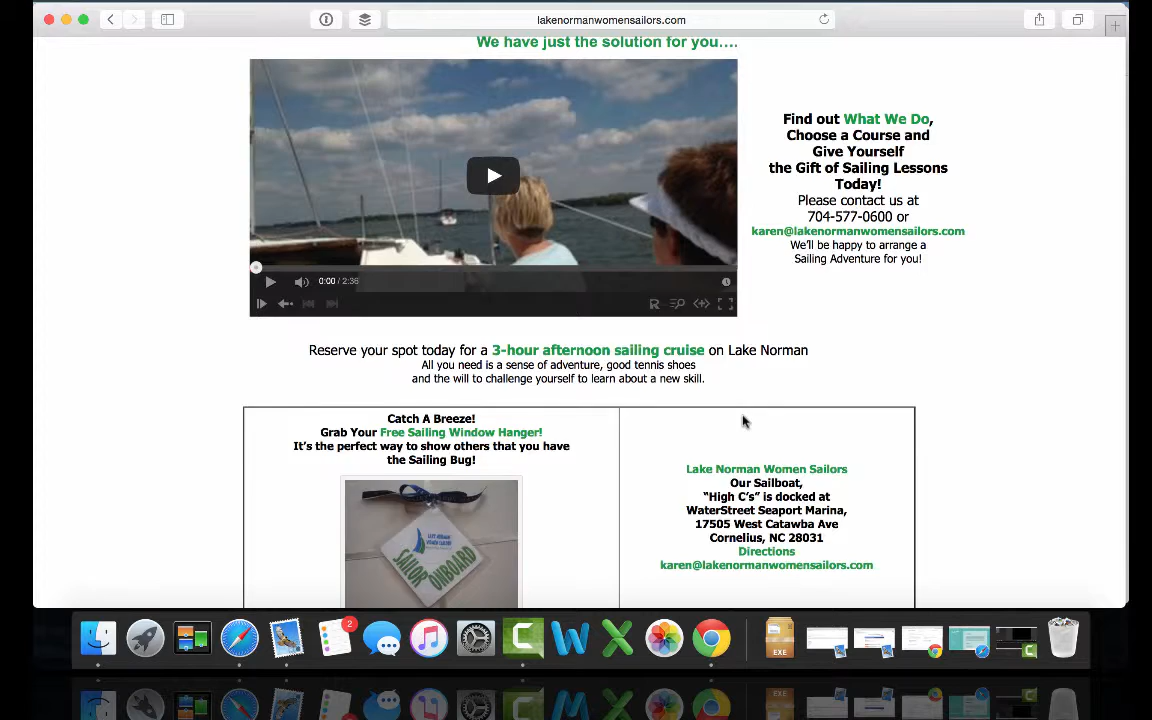 lakenormanwomensailors.com
We have just the solution for you....
Find out What We Do,
Choose a Course and
Give Yourself
the Gift of Sailing Lessons
Today!
Please contact us at
704-577-0600 or
karen@lakenormanwomensailors.com
We'll be happy to arrange a
Sailing Adventure for you!
0:00 / 2:36
Reserve your spot today for a 3-hour afternoon sailing cruise on Lake Norman
All you need is a sense of adventure, good tennis shoes
and the will to challenge yourself to learn about a new skill.
Catch A Breeze!
Grab Your Free Sailing Window Hanger!
It's the perfect way to show others that you have
the Sailing Bug!
SAILOR ONBOARD
Lake Norman Women Sailors
Our Sailboat,
“High C's” is docked at
WaterStreet Seaport Marina,
17505 West Catawba Ave
Cornelius, NC 28031
Directions
karen@lakenormanwomensailors.com
2
EXE